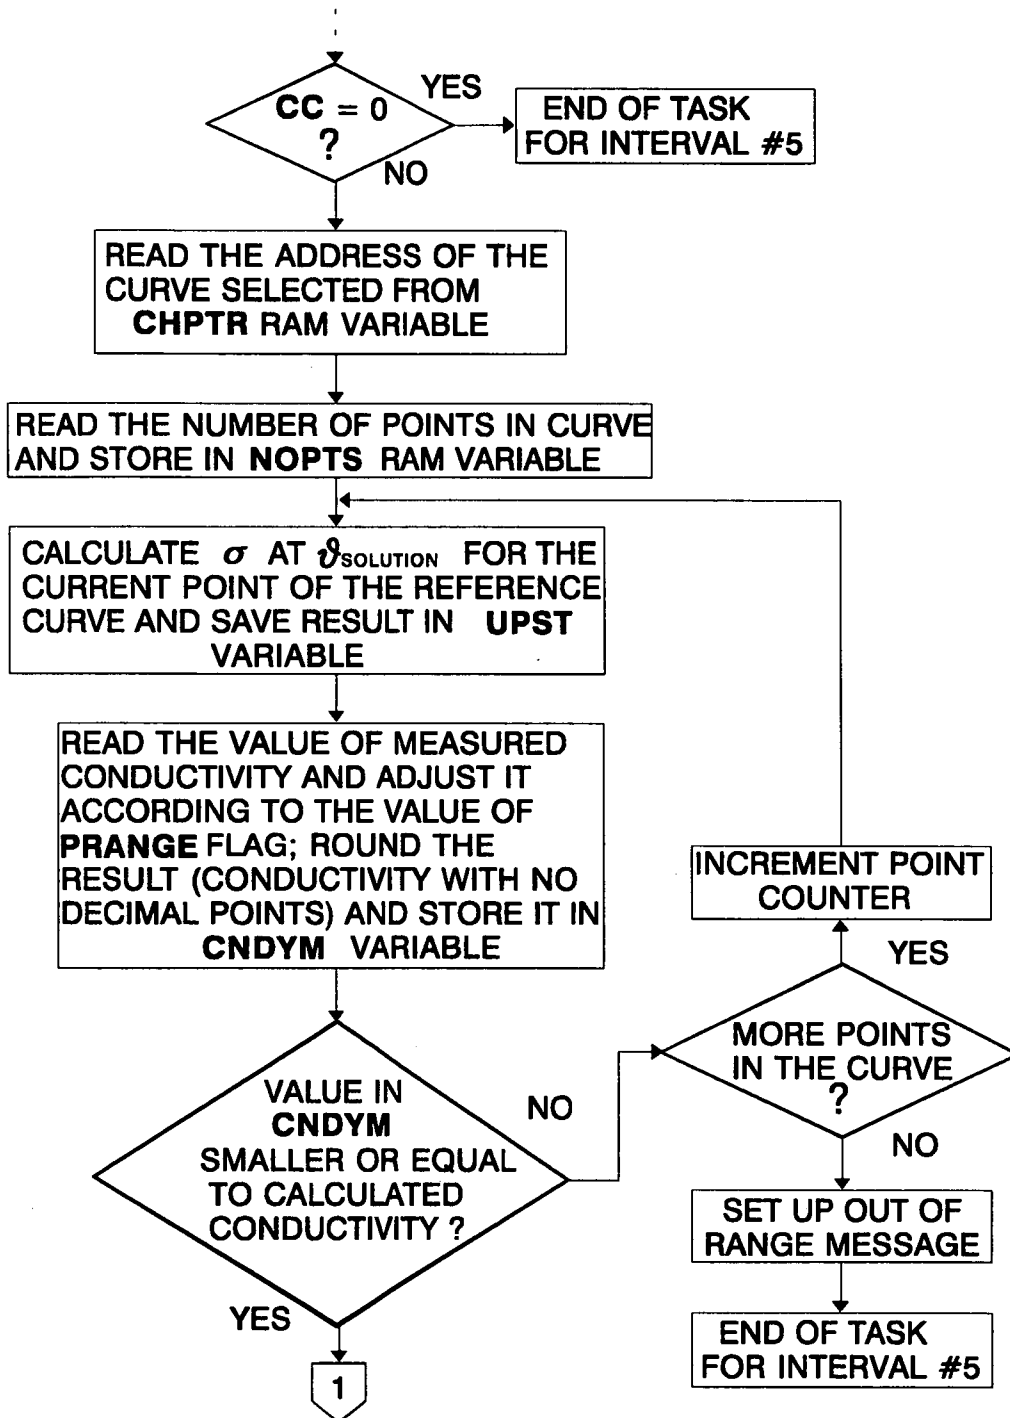 CC = 0
?
YES
NO
END OF TASK
FOR INTERVAL #5
READ THE ADDRESS OF THE
CURVE SELECTED FROM
CHPTR RAM VARIABLE
READ THE NUMBER OF POINTS IN CURVE
AND STORE IN NOPTS RAM VARIABLE
CALCULATE σ AT ϑSOLUTION FOR THE
CURRENT POINT OF THE REFERENCE
CURVE AND SAVE RESULT IN UPST
VARIABLE
READ THE VALUE OF MEASURED
CONDUCTIVITY AND ADJUST IT
ACCORDING TO THE VALUE OF
PRANGE FLAG; ROUND THE
RESULT (CONDUCTIVITY WITH NO
DECIMAL POINTS) AND STORE IT IN
CNDYM VARIABLE
VALUE IN
CNDYM
SMALLER OR EQUAL
TO CALCULATED
CONDUCTIVITY ?
NO
YES
1
INCREMENT POINT
COUNTER
YES
MORE POINTS
IN THE CURVE
?
NO
SET UP OUT OF
RANGE MESSAGE
END OF TASK
FOR INTERVAL #5